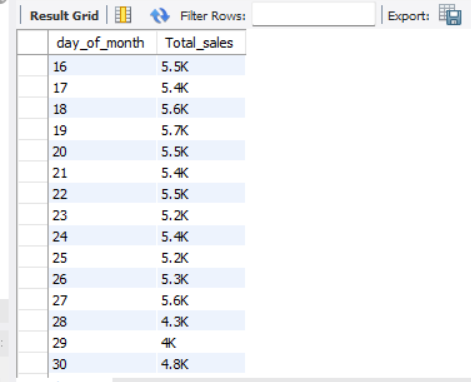 Result Grid Filter Rows: Export:
day_of_month Total_sales
16 5.5K
17 5.4K
18 5.6K
19 5.7K
20 5.5K
21 5.4K
22 5.5K
23 5.2K
24 5.4K
25 5.2K
26 5.3K
27 5.6K
28 4.3K
29 4K
30 4.8K